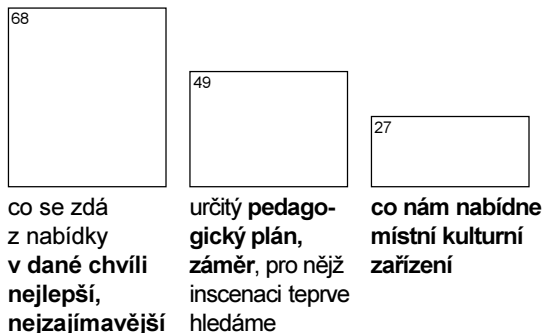 68
49
27
co se zdá
z nabídky
v dané chvíli
nejlepší,
nejzajímavější
určitý pedago-
gický plán,
záměr, pro nějž
inscenaci teprve
hledáme
co nám nabídne
místní kulturní
zařízení